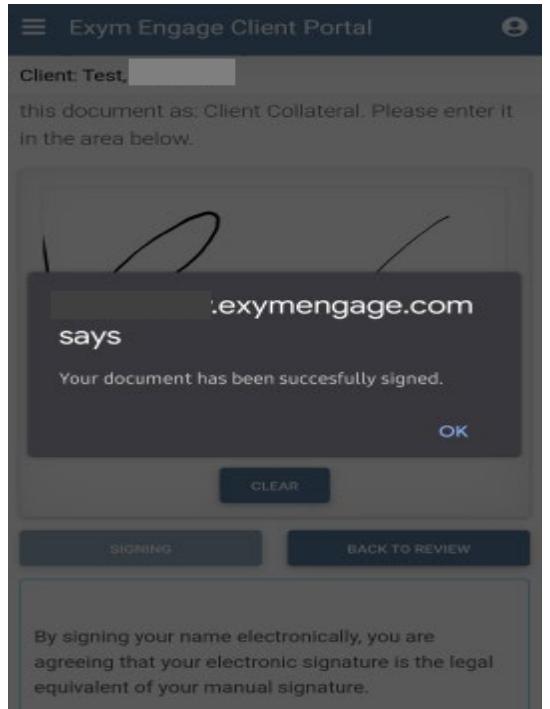 Exym Engage Client Portal
Client: Test,
this document as: Client Collateral. Please enter it
in the area below.
.exymengage.com
says
Your document has been succesfully signed.
OK
CLEAR
SIGNING
BACK TO REVIEW
By signing your name electronically, you are
agreeing that your electronic signature is the legal
equivalent of your manual signature.